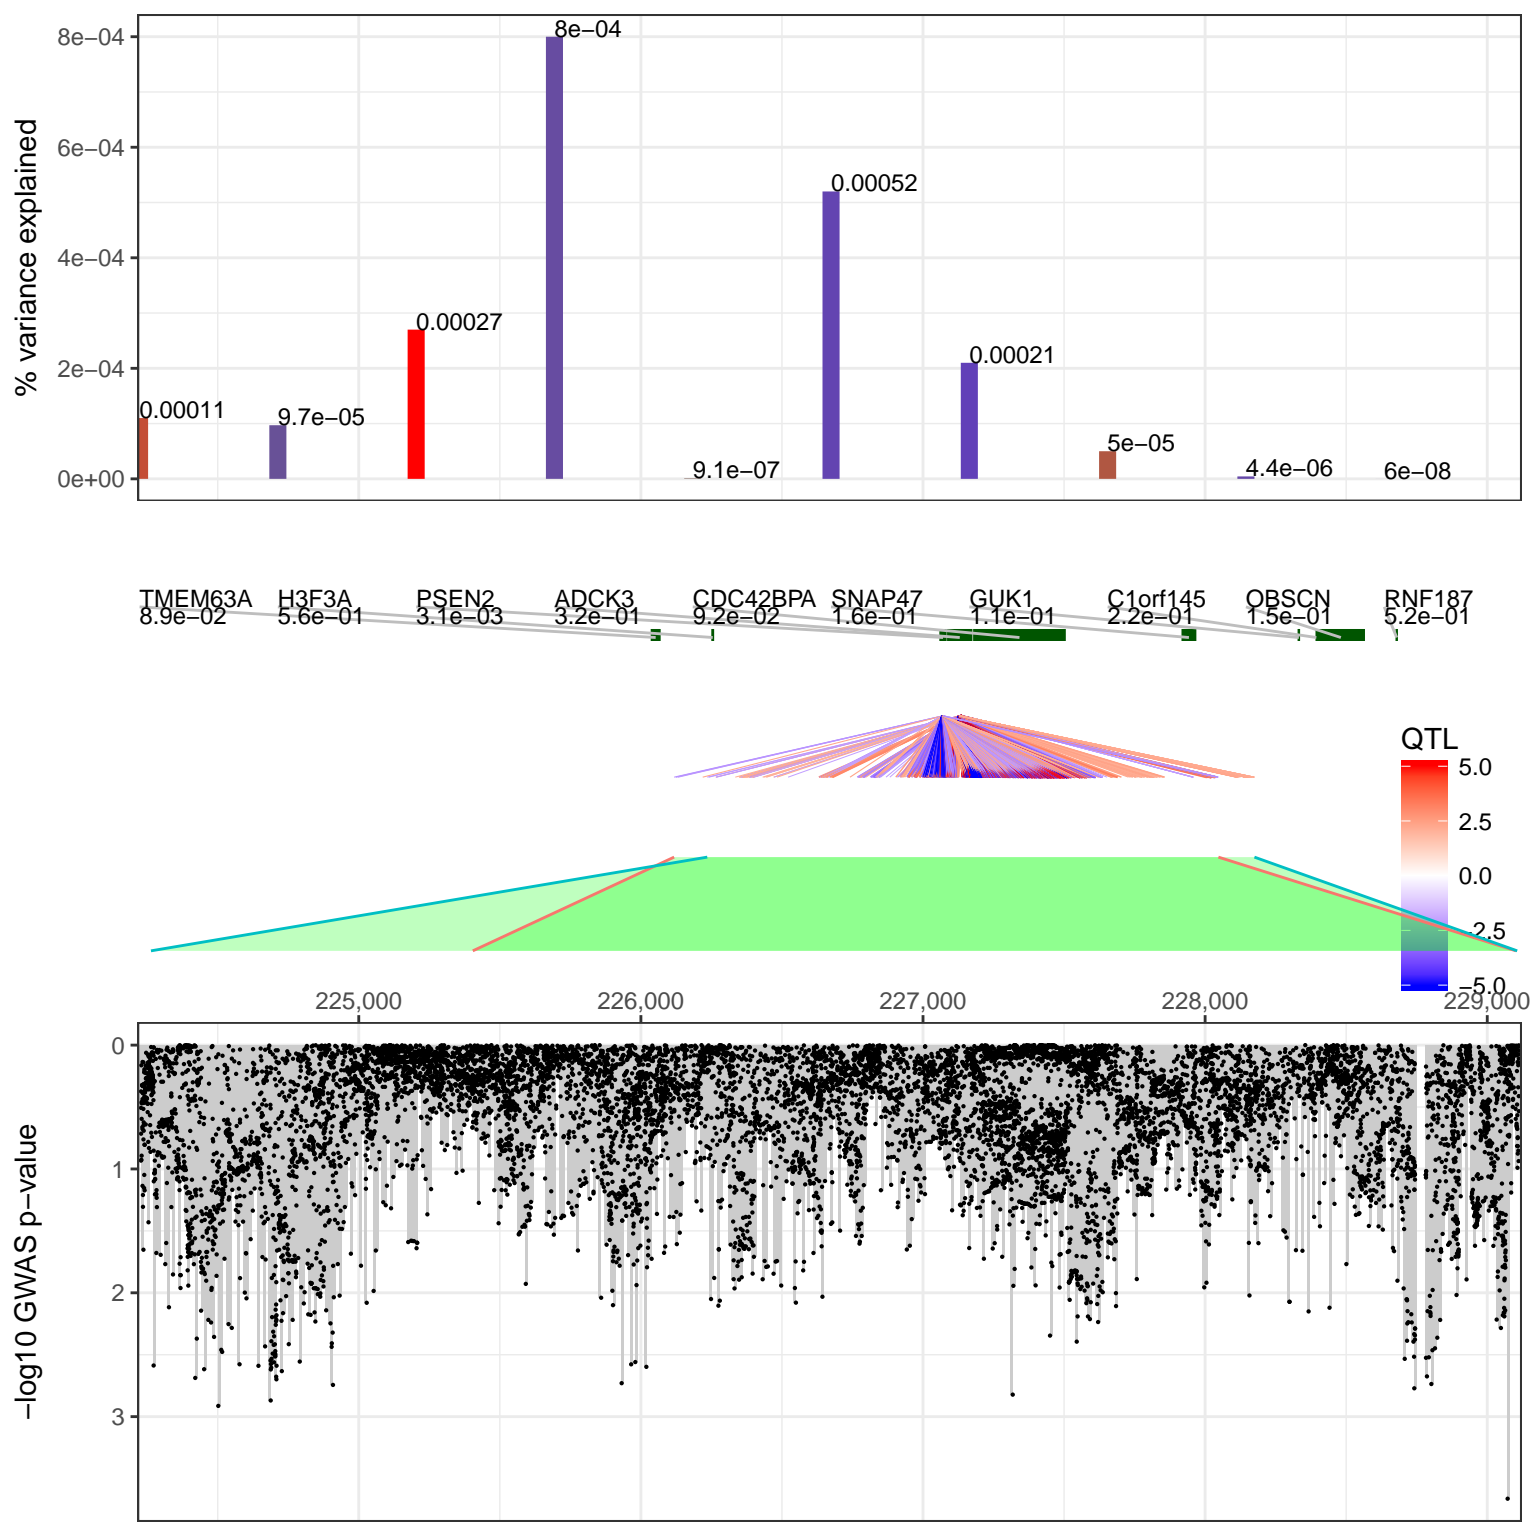 % variance explained
8e−04
6e−04
4e−04
2e−04
0e+00
0.00011
9.7e−05
0.00027
8e−04
9.1e−07
0.00052
0.00021
5e−05
4.4e−06
6e−08
TMEM63A H3F3A PSEN2 ADCK3 CDC42BPA SNAP47 GUK1 C1orf145 OBSCN RNF187
8.9e−02 5.6e−01 3.1e−03 3.2e−01 9.2e−02 1.6e−01 1.1e−01 2.2e−01 1.5e−01 5.2e−01
QTL
5.0
2.5
0.0
−2.5
−5.0
225,000 226,000 227,000 228,000 229,000
−log10 GWAS p−value
0
1
2
3